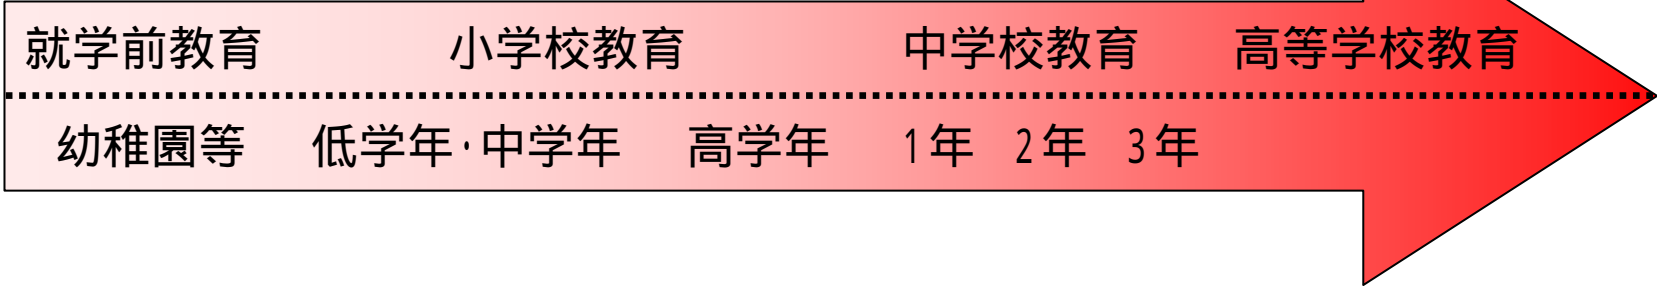 就学前教育 小学校教育 中学校教育 高等学校教育
幼稚園等 低学年・中学年 高学年 1年 2年 3年